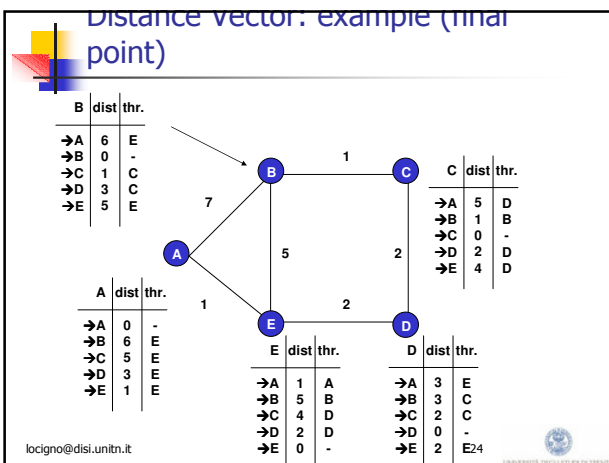 Distance Vector: example (final
point)
B dist thr.
→A 6 E
→B 0 -
→C 1 C
→D 3 C
→E 5 E
B
1
C
C dist thr.
→A 5 D
→B 1 B
→C 0 -
→D 2 D
→E 4 D
7
A
5
2
1
2
E
D
A dist thr.
→A 0 -
→B 6 E
→C 5 E
→D 3 E
→E 1 E
E dist thr.
→A 1 A
→B 5 B
→C 4 D
→D 2 D
→E 0 -
D dist thr.
→A 3 E
→B 3 C
→C 2 C
→D 0 -
→E 2 E
locigno@disi.unitn.it
24